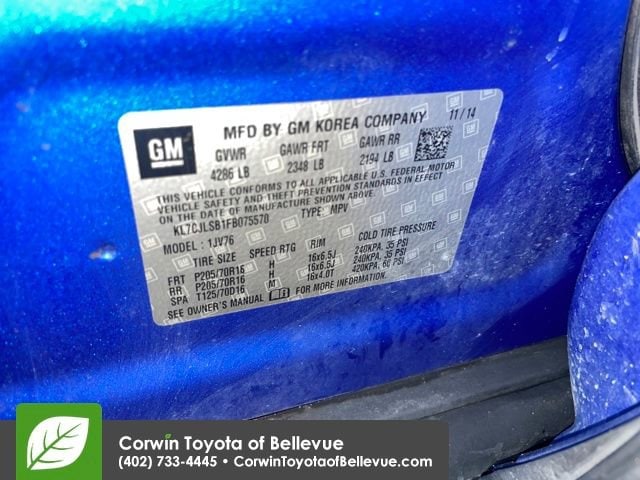 GM
MFD BY GM KOREA COMPANY 11/14
GVWR GAWR FRT GAWR RR
4286 LB 2348 LB 2194 LB
THIS VEHICLE CONFORMS TO ALL APPLICABLE U.S. FEDERAL MOTOR
VEHICLE SAFETY AND THEFT PREVENTION STANDARDS IN EFFECT
ON THE DATE OF MANUFACTURE SHOWN ABOVE.
KL7CJLSB1FB075570 TYPE: MPV
MODEL: 1JV76
TIRE SIZE SPEED RTG RIM COLD TIRE PRESSURE
FRT P205/70R16 H 16x6.5J 240KPA, 35 PSI
RR P205/70R16 H 16x6.5J 240KPA, 35 PSI
SPA T125/70D16 M 16x4.0T 420KPA, 60 PSI
SEE OWNER'S MANUAL FOR MORE INFORMATION.
Corwin Toyota of Bellevue
(402) 733-4445 • CorwinToyotaofBellevue.com